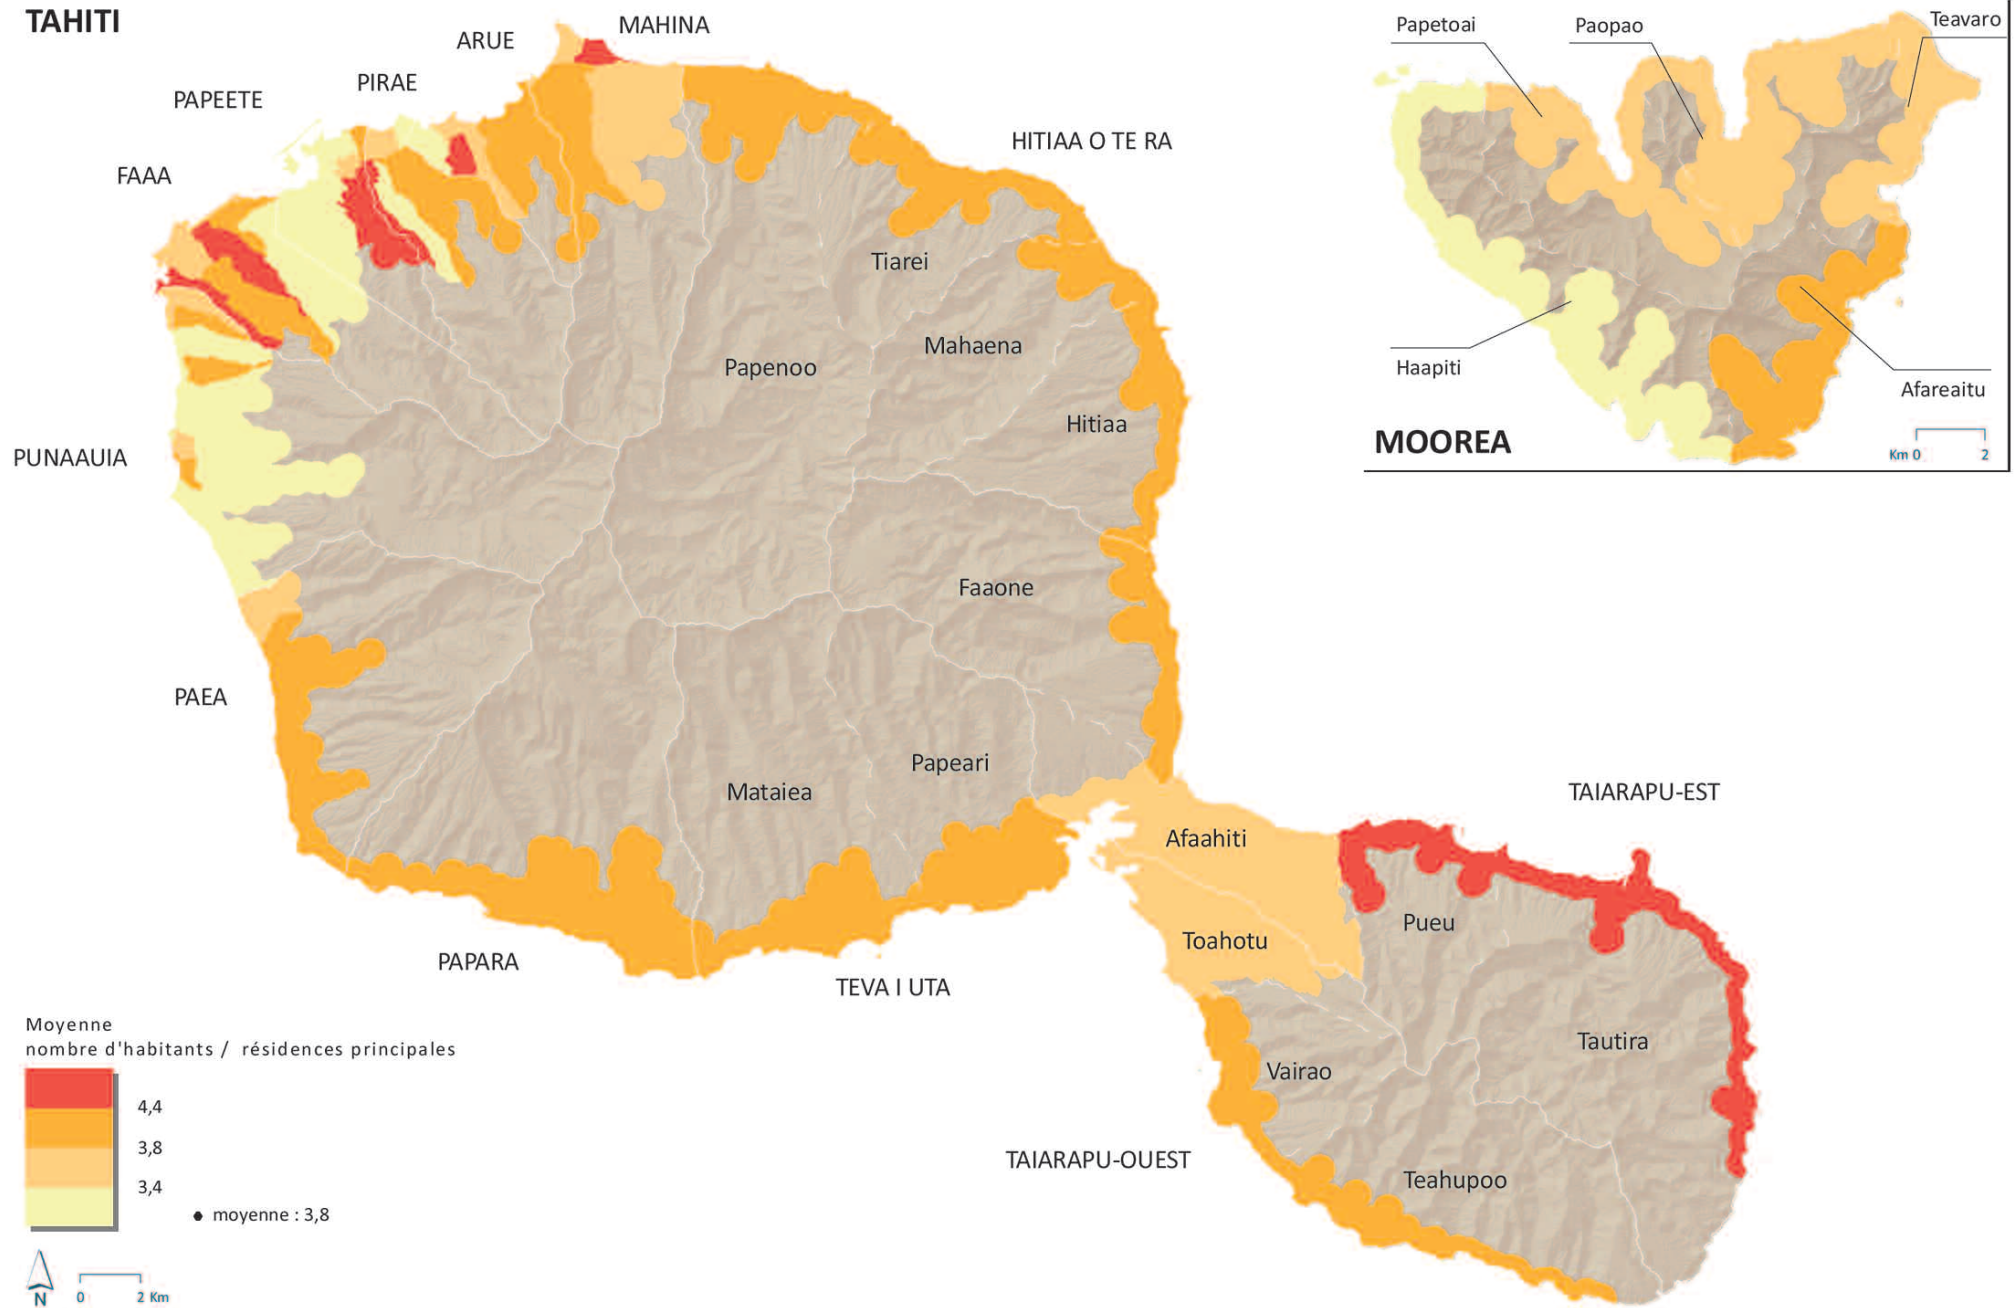 TAHITI
MAHINA
ARUE
PIRAE
PAPEETE
FAAA
HITIAA O TE RA
Tiarei
Mahaena
Papenoo
Hitiaa
PUNAAUIA
Faaone
PAEA
Papeari
Mataiea
Afaahiti
TAIARAPU-EST
Pueu
Toahotu
PAPARA
TEVA I UTA
Tautira
Vairao
TAIARAPU-OUEST
Teahupoo
Papetoai
Paopao
Teavaro
Haapiti
Afareaitu
MOOREA
Km 0 2
Moyenne
nombre d'habitants / résidences principales
4,4
3,8
3,4
moyenne : 3,8
N
0 2 Km